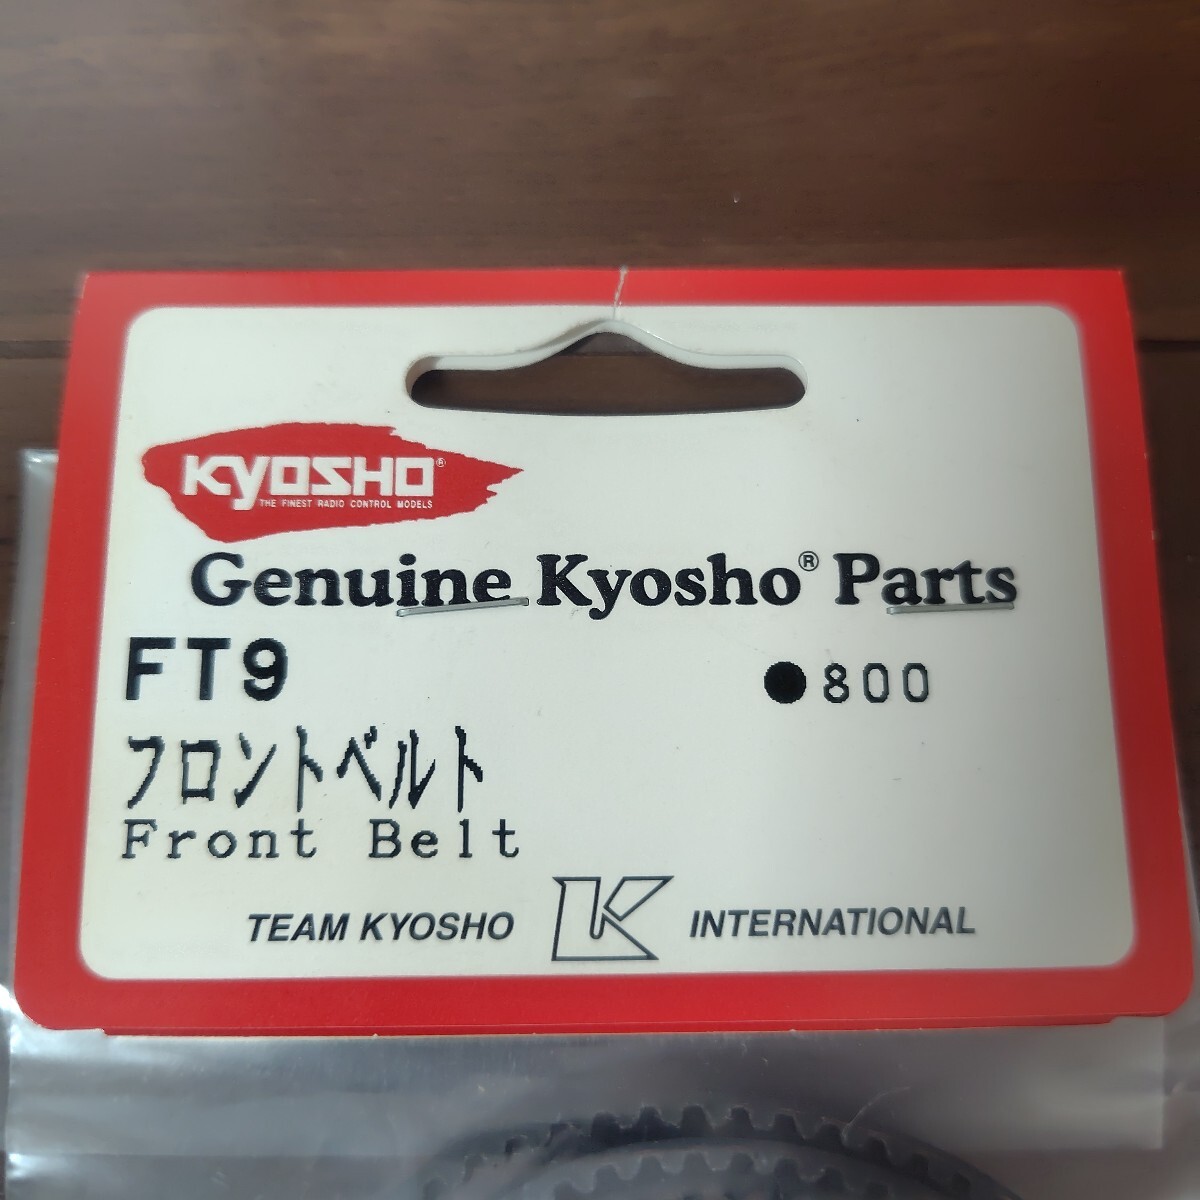 KYOSHO®
THE FINEST RADIO CONTROL MODELS
Genuine Kyosho® Parts
FT9 ●800
フロントベルト
Front Belt
TEAM KYOSHO K INTERNATIONAL